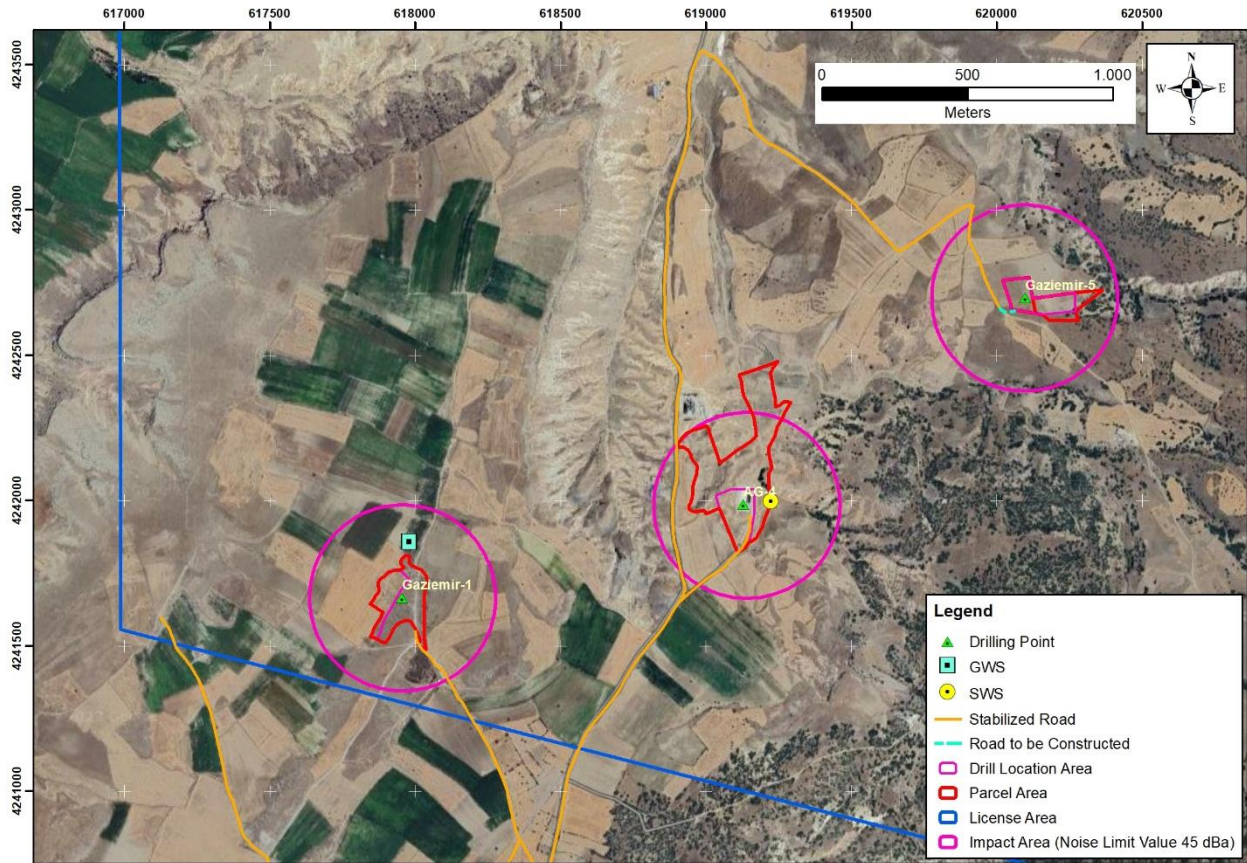 617000 617500 618000 618500 619000 619500 620000 620500
4243500
4243000
4242500
4242000
4241500
4241000
0 500 1.000
Meters
N
W E
S
Gaziemir-5
AG-4
Gaziemir-1
Legend
Drilling Point
GWS
SWS
Stabilized Road
Road to be Constructed
Drill Location Area
Parcel Area
License Area
Impact Area (Noise Limit Value 45 dBa)